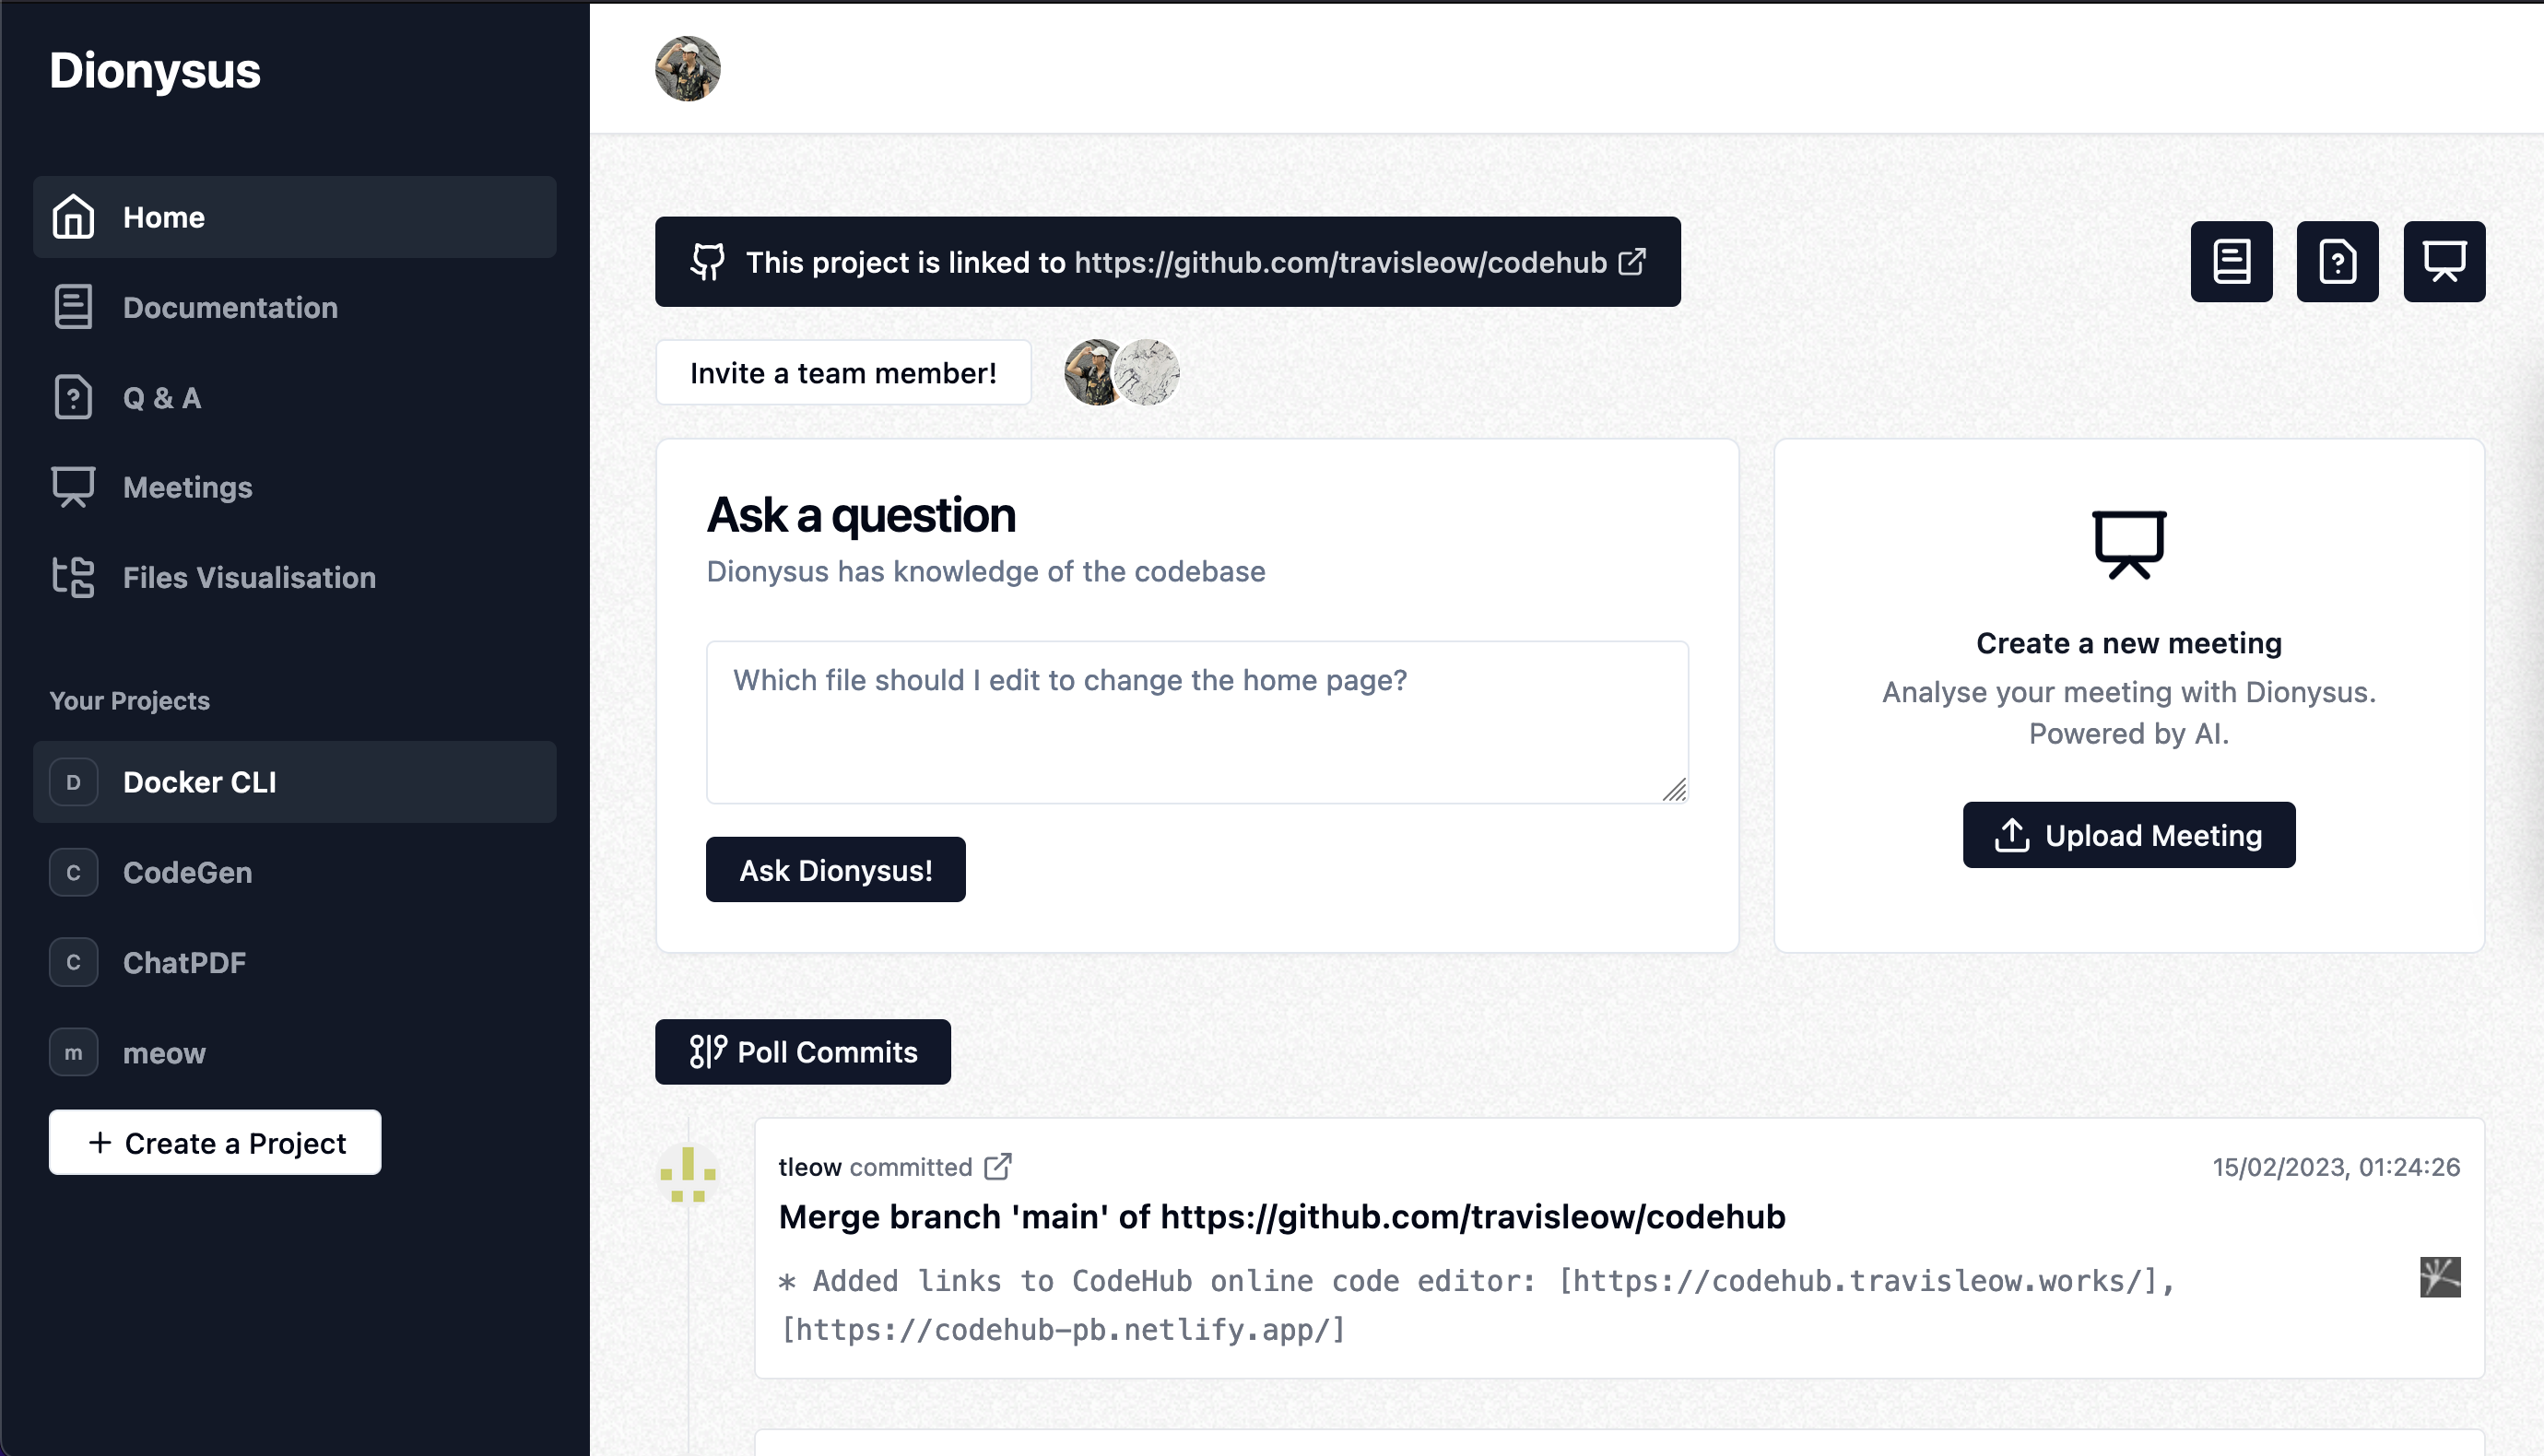 Dionysus
Home
Documentation
Q & A
Meetings
Files Visualisation
Your Projects
D Docker CLI
C CodeGen
C ChatPDF
m meow
+ Create a Project
This project is linked to https://github.com/travisleow/codehub
Invite a team member!
Ask a question
Dionysus has knowledge of the codebase
Which file should I edit to change the home page?
Ask Dionysus!
Create a new meeting
Analyse your meeting with Dionysus.
Powered by AI.
Upload Meeting
Poll Commits
tleow committed
15/02/2023, 01:24:26
Merge branch 'main' of https://github.com/travisleow/codehub
* Added links to CodeHub online code editor: [https://codehub.travisleow.works/],
[https://codehub-pb.netlify.app/]